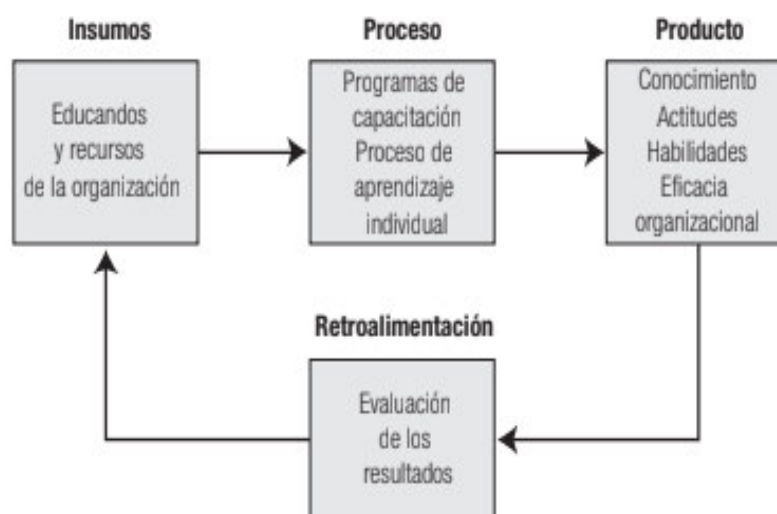 Insumos
Educandos
y recursos
de la organización
Proceso
Programas de
capacitación
Proceso de
aprendizaje
individual
Producto
Conocimiento
Actitudes
Habilidades
Eficacia
organizacional
Retroalimentación
Evaluación
de los
resultados